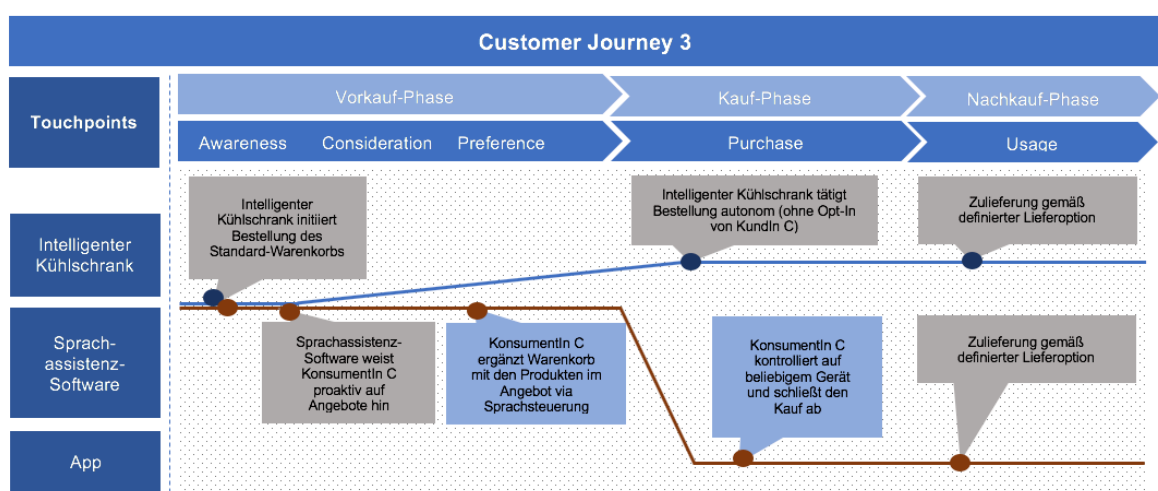 Customer Journey 3
Touchpoints
Vorkauf-Phase
Kauf-Phase
Nachkauf-Phase
Awareness
Consideration
Preference
Purchase
Usage
Intelligenter
Kühlschrank
Intelligenter
Kühlschrank initiiert
Bestellung des
Standard-Warenkorbs
Intelligenter Kühlschrank tätigt
Bestellung autonom (ohne Opt-In
von KundIn C)
Zulieferung gemäß
definierter Lieferoption
Sprach-
assistenz-
Software
Sprachassistenz-
Software weist
KonsumentIn C
proaktiv auf
Angebote hin
KonsumentIn C
ergänzt Warenkorb
mit den Produkten im
Angebot via
Sprachsteuerung
KonsumentIn C
kontrolliert auf
beliebigem Gerät
und schließt den
Kauf ab
Zulieferung gemäß
definierter Lieferoption
App